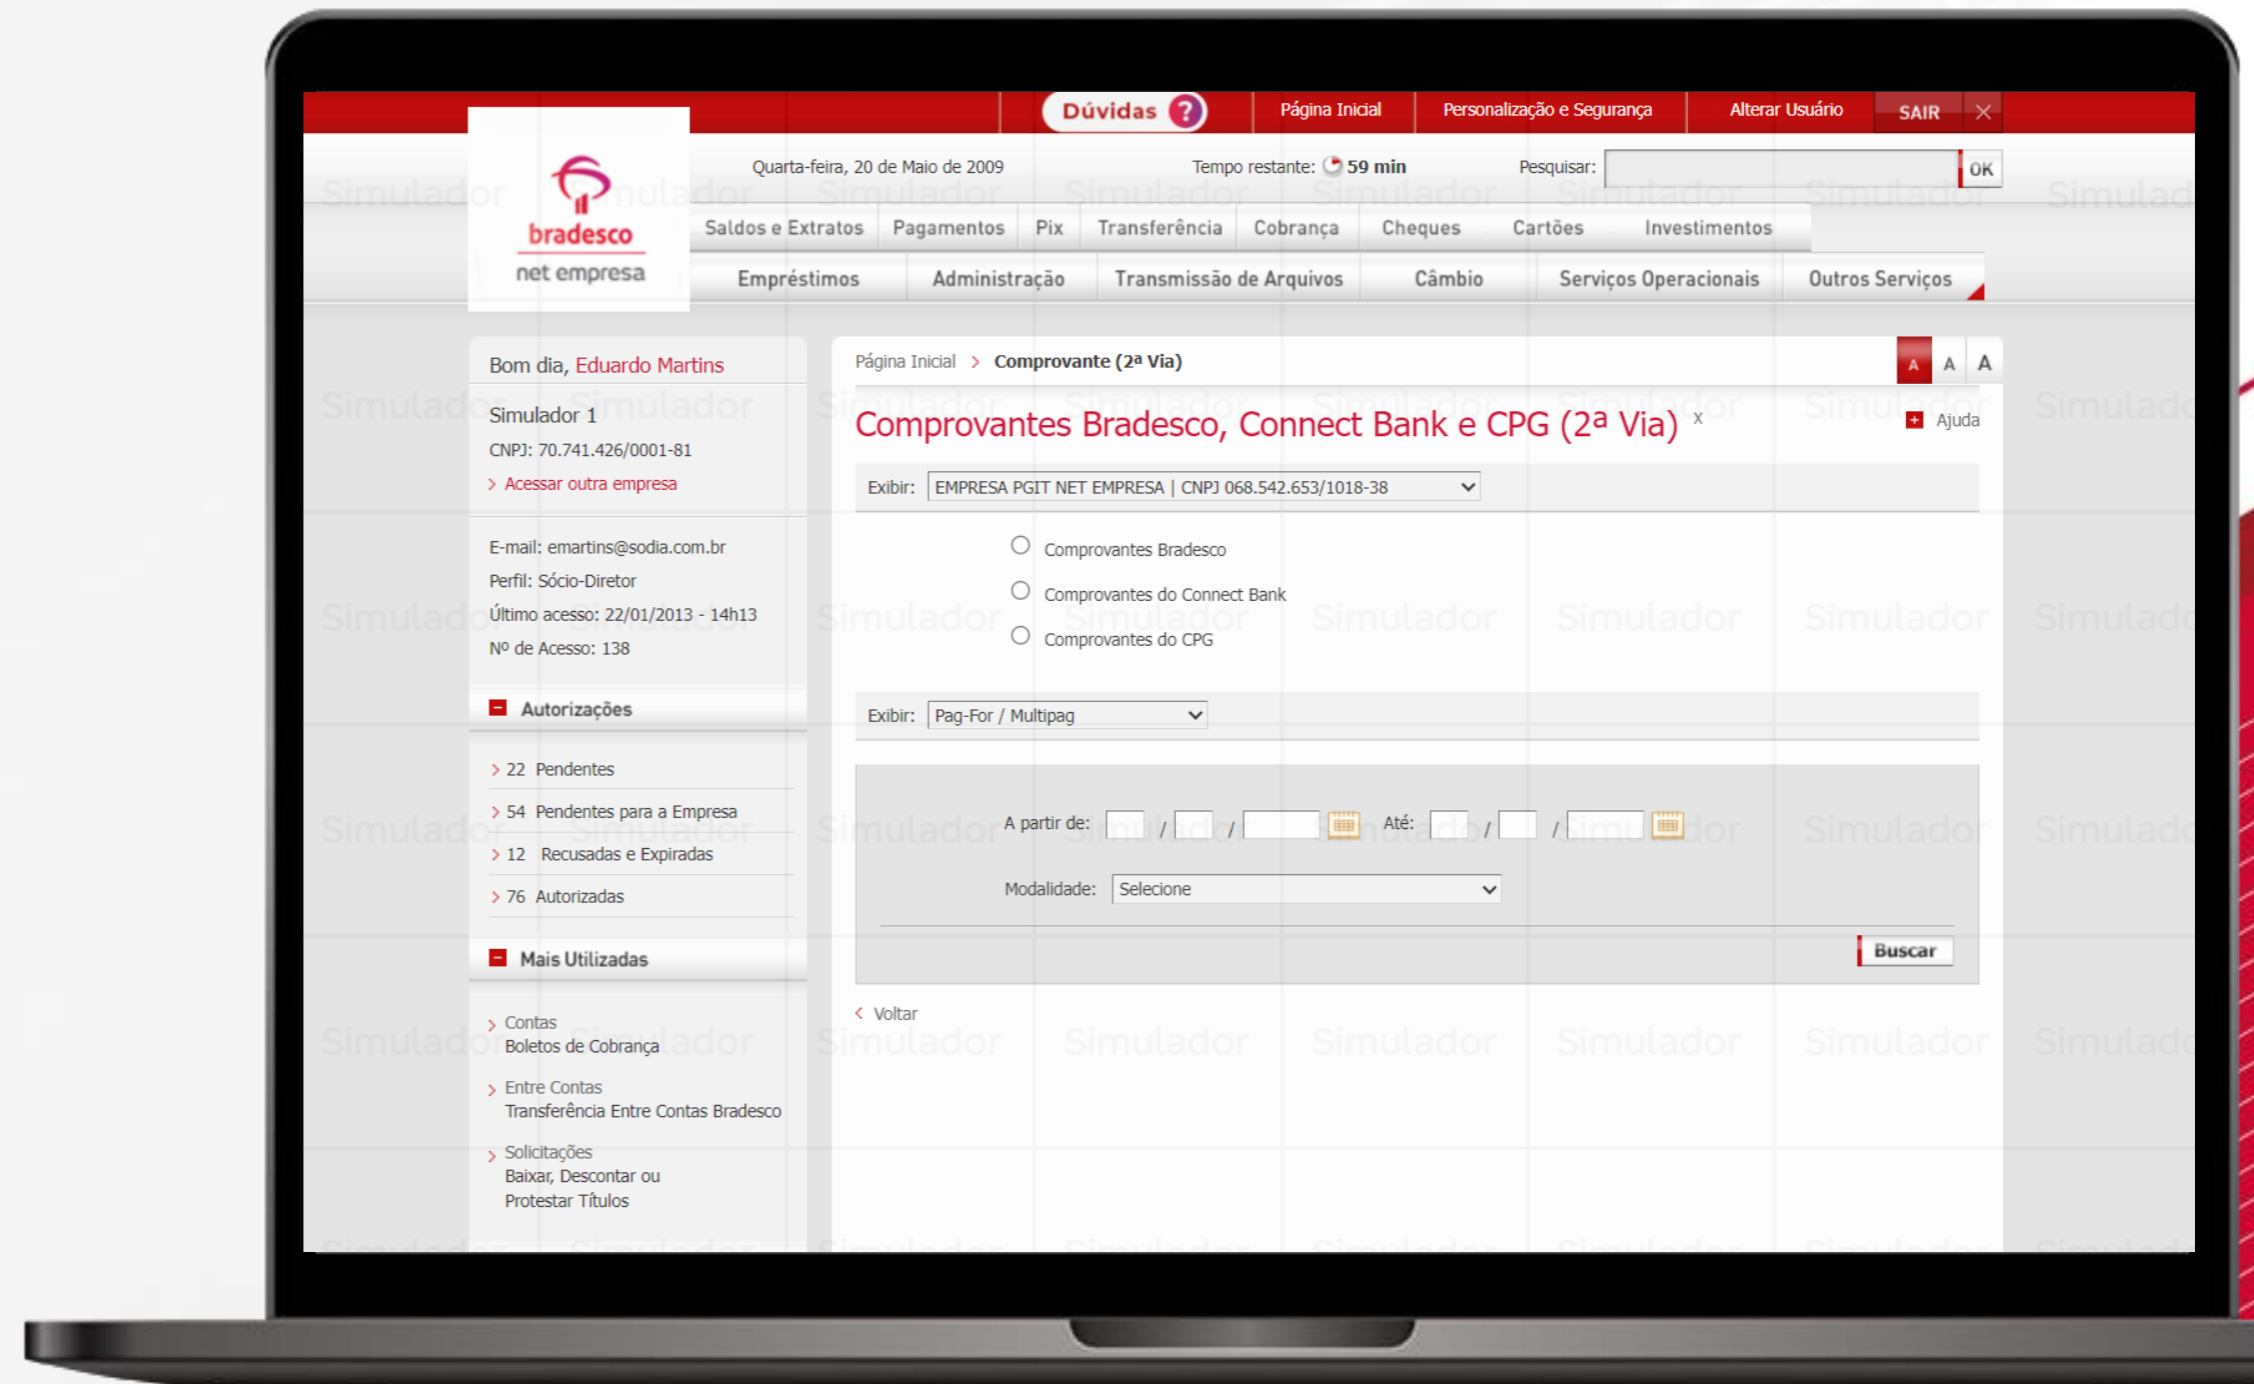 Dúvidas ?
Página Inicial
Personalização e Segurança
Alterar Usuário
SAIR
bradesco
net empresa
Quarta-feira, 20 de Maio de 2009
Tempo restante: 59 min
Pesquisar:
OK
Saldos e Extratos Pagamentos Pix Transferência Cobrança Cheques Cartões Investimentos
Empréstimos Administração Transmissão de Arquivos Câmbio Serviços Operacionais Outros Serviços
Bom dia, Eduardo Martins
Simulador 1
CNPJ: 70.741.426/0001-81
> Acessar outra empresa
E-mail: emartins@sodia.com.br
Perfil: Sócio-Diretor
Último acesso: 22/01/2013 - 14h13
Nº de Acesso: 138
Autorizações
> 22 Pendentes
> 54 Pendentes para a Empresa
> 12 Recusadas e Expiradas
> 76 Autorizadas
Mais Utilizadas
> Contas
Boletos de Cobrança
> Entre Contas
Transferência Entre Contas Bradesco
> Solicitações
Baixar, Descontar ou
Protestar Títulos
Página Inicial > Comprovante (2ª Via)
A A A
Comprovantes Bradesco, Connect Bank e CPG (2ª Via) x
+ Ajuda
Exibir: EMPRESA PGIT NET EMPRESA | CNPJ 068.542.653/1018-38
Comprovantes Bradesco
Comprovantes do Connect Bank
Comprovantes do CPG
Exibir: Pag-For / Multipag
A partir de: / / Até: / /
Modalidade: Selecione
Buscar
< Voltar
Simulador Simulador Simulador Simulador Simulador Simulador Simulador